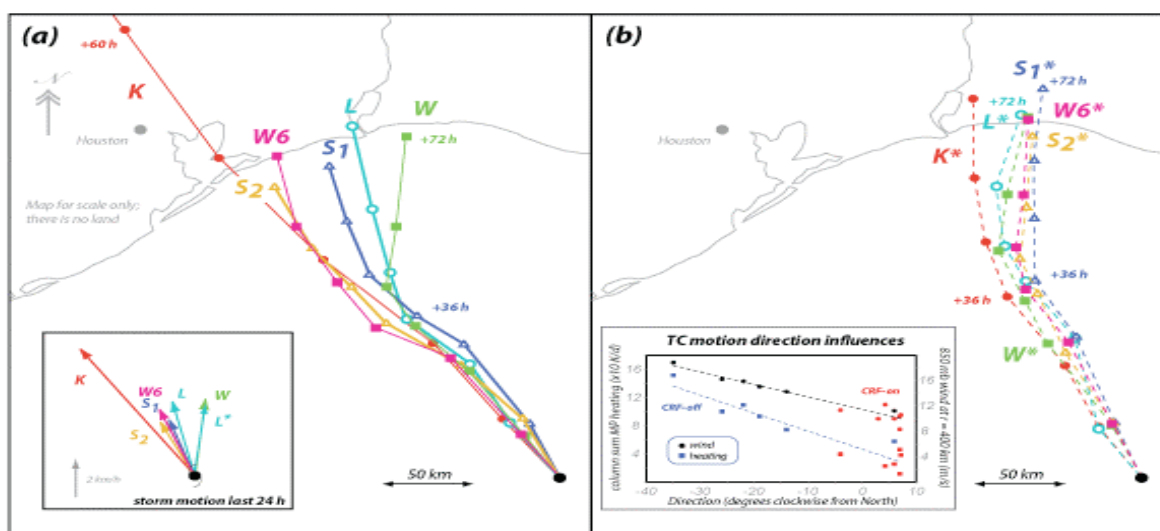 (a)
+60 h
K
N
Houston
W6
L
W
+72 h
S1
S2
Map for scale only;
there is no land
+36 h
K
W6
S1
S2
L
W
L*
2 km/h
storm motion last 24 h
50 km
(b)
S1*
+72 h
+72 h
L*
W6*
S2*
K*
Houston
+36 h
+36 h
W*
TC motion direction influences
column sum MP heating (x10 K/d)
16
12
8
4
CRF-off
CRF-on
wind
heating
16
12
8
4
850 mb wind at r = 400 km (m/s)
-40
-30
-20
-10
0
10
Direction (degrees clockwise from North)
50 km